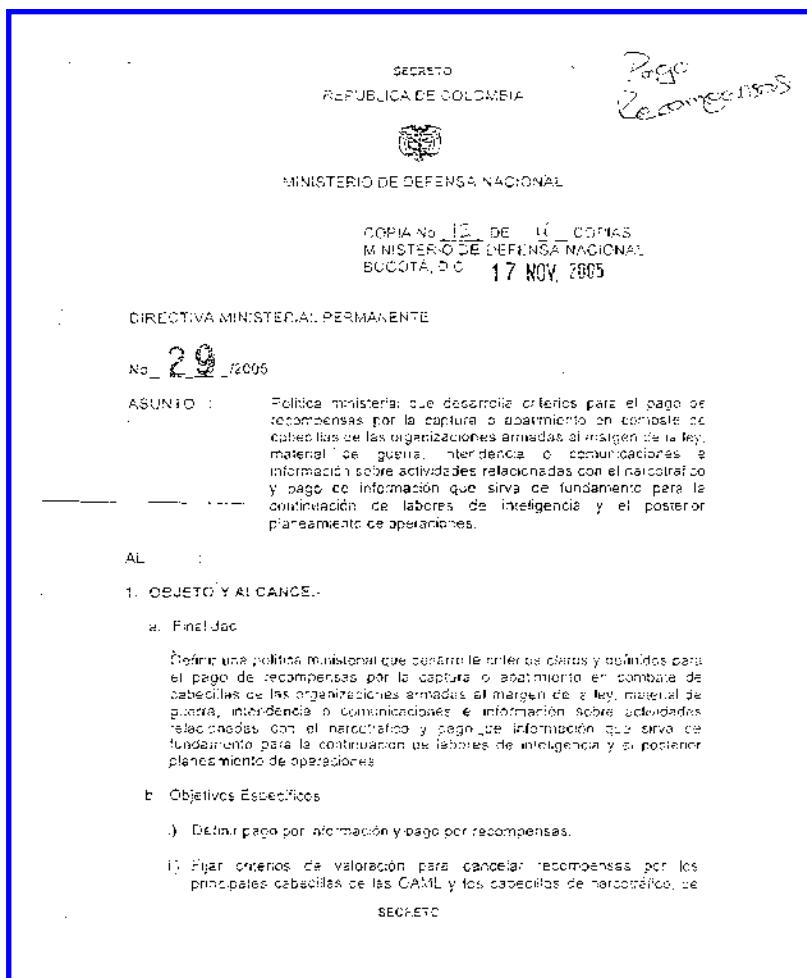 SECRETO
Pago
Recompensas
REPUBLICA DE COLOMBIA
MINISTERIO DE DEFENSA NACIONAL
COPIA No 12 DE COPIAS
MINISTERIO DE DEFENSA NACIONAL
BOGOTÁ, D C 17 NOV. 2005
DIRECTIVA MINISTERIAL PERMANENTE
No 29 /2005
ASUNTO : Política ministerial que desarrolla criterios para el pago de
recompensas por la captura o abatimiento en combate de
cabecillas de las organizaciones armadas al margen de la ley,
material de guerra, intendencia o comunicaciones e
información sobre actividades relacionadas con el narcotráfico
y pago de información que sirva de fundamento para la
continuación de labores de inteligencia y el posterior
planeamiento de operaciones.
AL :
1. OBJETO Y ALCANCE.-
a. Finalidad
Definir una política ministerial que desarrolle criterios claros y definidos para
el pago de recompensas por la captura o abatimiento en combate de
cabecillas de las organizaciones armadas al margen de la ley, material de
guerra, intendencia o comunicaciones e información sobre actividades
relacionadas con el narcotráfico y pago de información que sirva de
fundamento para la continuación de labores de inteligencia y el posterior
planeamiento de operaciones
b Objetivos Específicos
i) Definir pago por información y pago por recompensas.
ii) Fijar criterios de valoración para cancelar recompensas por los
principales cabecillas de las OAML y los cabecillas de narcotráfico, de
SECRETO